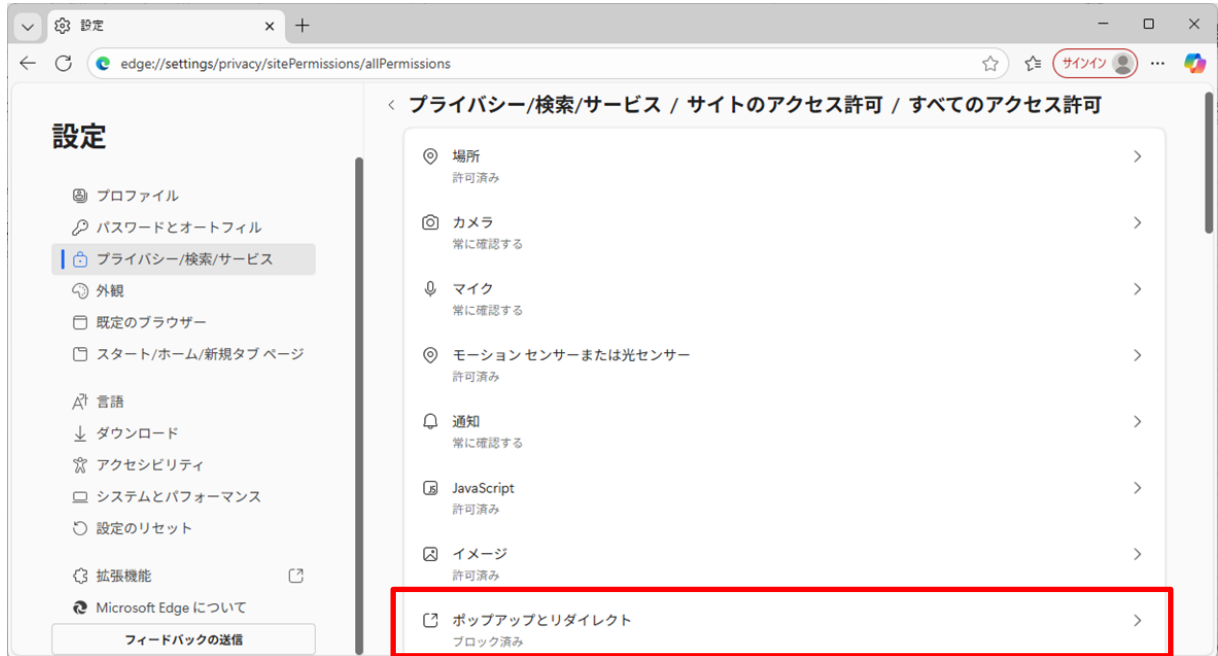 設定
edge://settings/privacy/sitePermissions/allPermissions
サインイン
設定
プロファイル
パスワードとオートフィル
プライバシー/検索/サービス
外観
既定のブラウザー
スタート/ホーム/新規タブ ページ
言語
ダウンロード
アクセシビリティ
システムとパフォーマンス
設定のリセット
拡張機能
Microsoft Edge について
フィードバックの送信
プライバシー/検索/サービス / サイトのアクセス許可 / すべてのアクセス許可
場所
許可済み
カメラ
常に確認する
マイク
常に確認する
モーション センサーまたは光センサー
許可済み
通知
常に確認する
JavaScript
許可済み
イメージ
許可済み
ポップアップとリダイレクト
ブロック済み